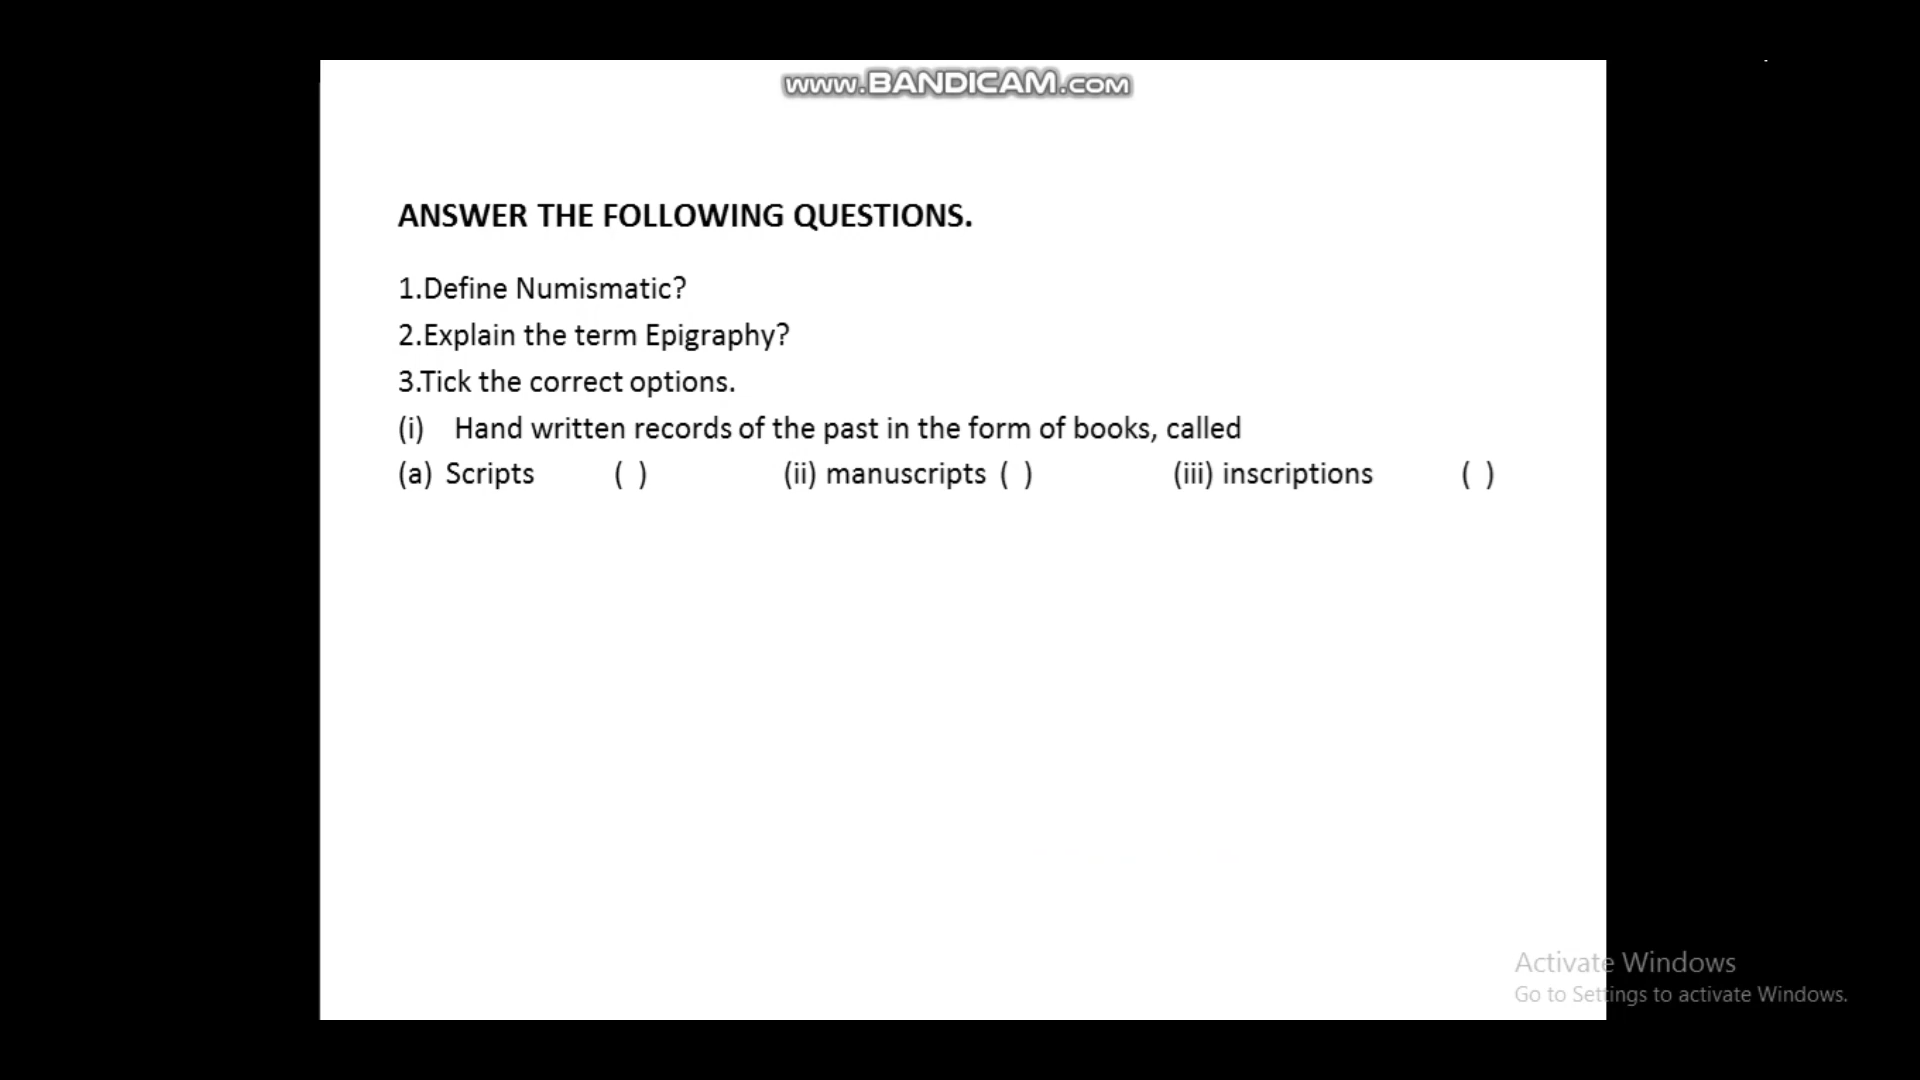 www.BANDICAM.com
ANSWER THE FOLLOWING QUESTIONS.
1.Define Numismatic?
2.Explain the term Epigraphy?
3.Tick the correct options.
(i) Hand written records of the past in the form of books, called
(a) Scripts ( ) (ii) manuscripts ( ) (iii) inscriptions ( )
Activate Windows
Go to Settings to activate Windows.